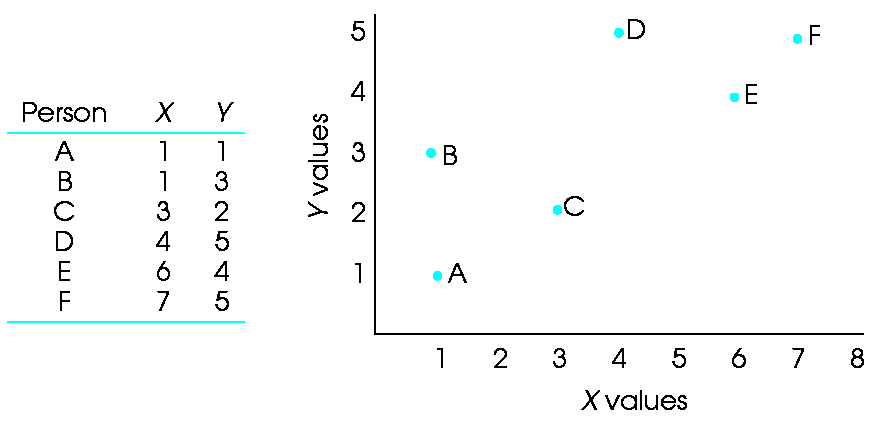 Person X Y
A 1 1
B 1 3
C 3 2
D 4 5
E 6 4
F 7 5
Y values
5
4
3
2
1
D
F
E
B
C
A
1 2 3 4 5 6 7 8
X values